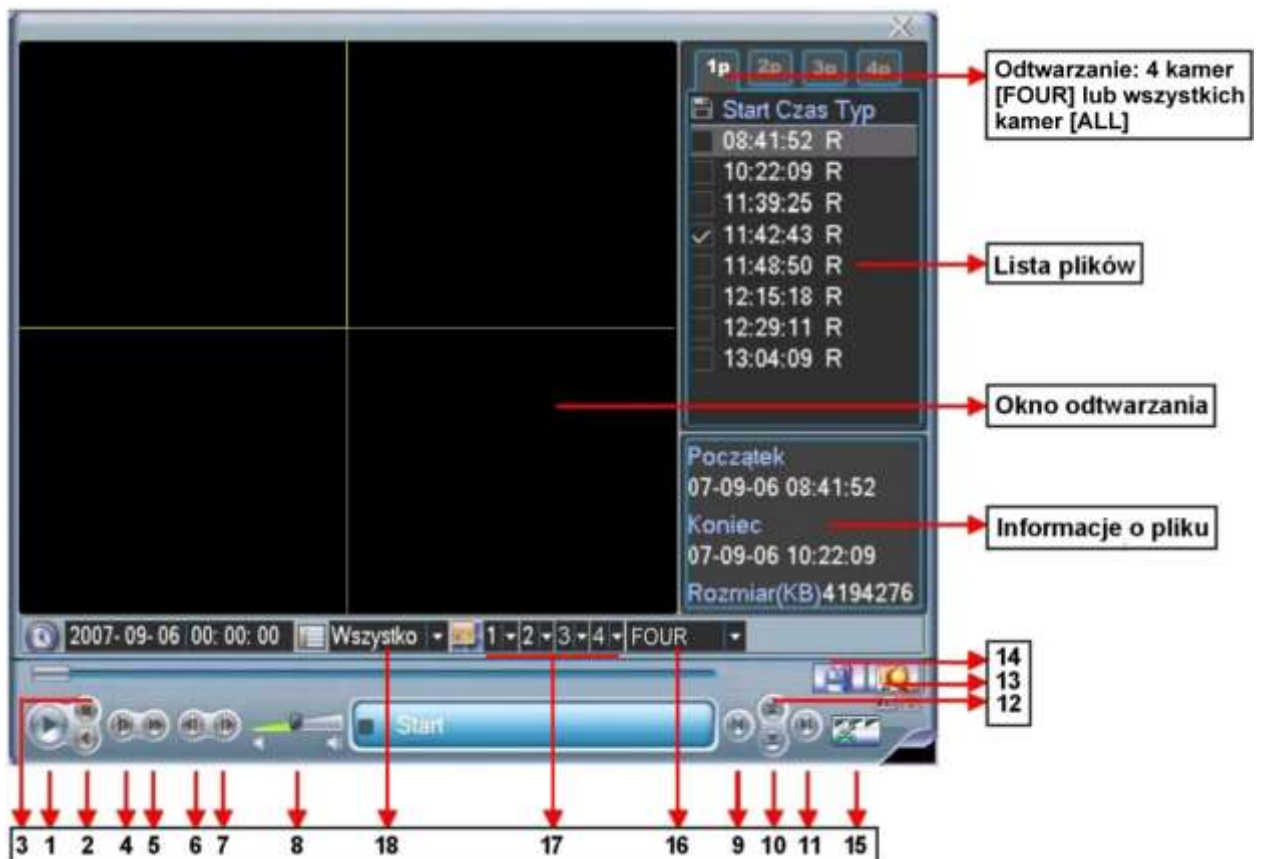 1p 2p 3p 4p
Start Czas Typ
08:41:52 R
10:22:09 R
11:39:25 R
11:42:43 R
11:48:50 R
12:15:18 R
12:29:11 R
13:04:09 R
Odtwarzanie: 4 kamer
[FOUR] lub wszystkich
kamer [ALL]
Lista plików
Okno odtwarzania
Początek
07-09-06 08:41:52
Koniec
07-09-06 10:22:09
Rozmiar(KB)4194276
Informacje o pliku
2007-09-06 00:00:00 Wszystko 1 2 3 4 FOUR
14
13
12
Start
3 1 2 4 5 6 7 8 18 17 16 9 10 11 15